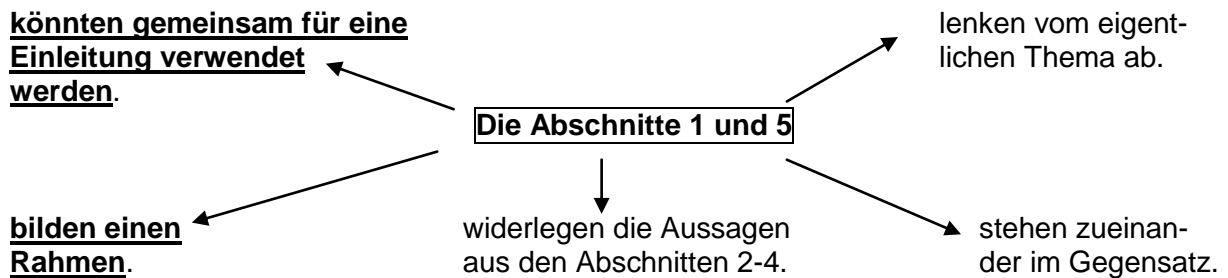 könnten gemeinsam für eine
Einleitung verwendet
werden.
lenken vom eigent-
lichen Thema ab.
Die Abschnitte 1 und 5
bilden einen
Rahmen.
widerlegen die Aussagen
aus den Abschnitten 2-4.
stehen zueinan-
der im Gegensatz.